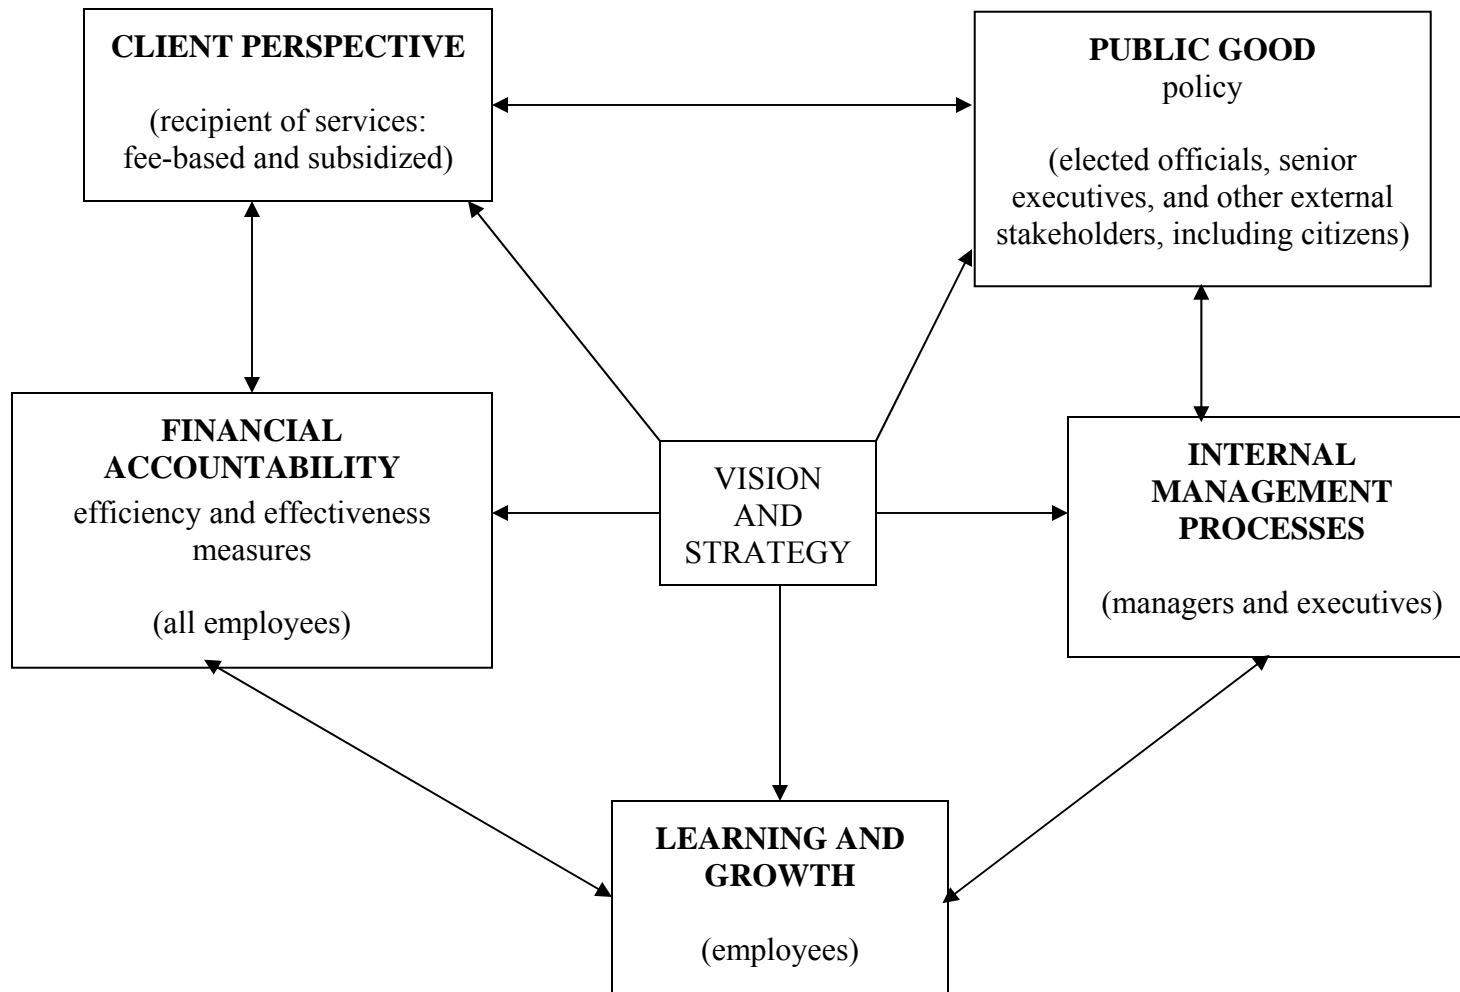 CLIENT PERSPECTIVE
(recipient of services:
fee-based and subsidized)
PUBLIC GOOD
policy
(elected officials, senior
executives, and other external
stakeholders, including citizens)
FINANCIAL
ACCOUNTABILITY
efficiency and effectiveness
measures
(all employees)
VISION
AND
STRATEGY
INTERNAL
MANAGEMENT
PROCESSES
(managers and executives)
LEARNING AND
GROWTH
(employees)